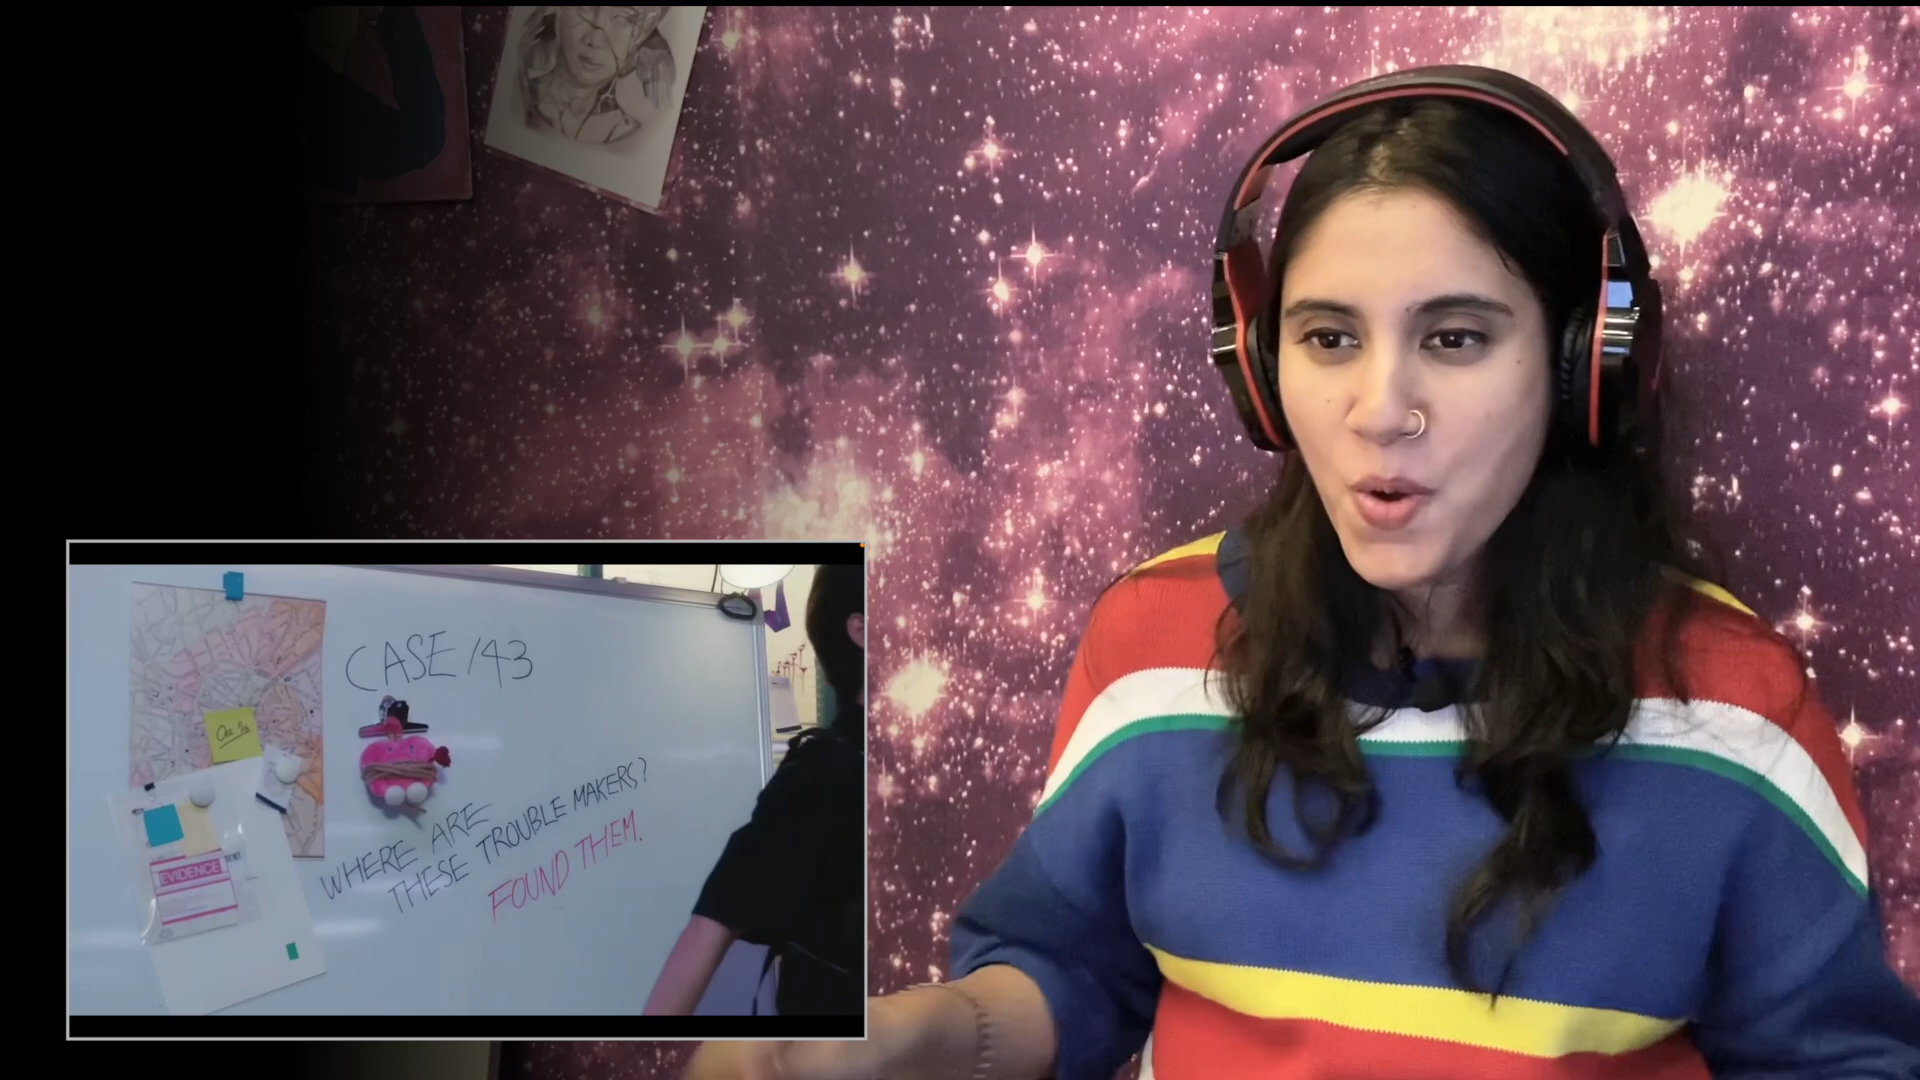 CASE 143
WHERE ARE
THESE TROUBLE MAKERS?
FOUND THEM.
EVIDENCE